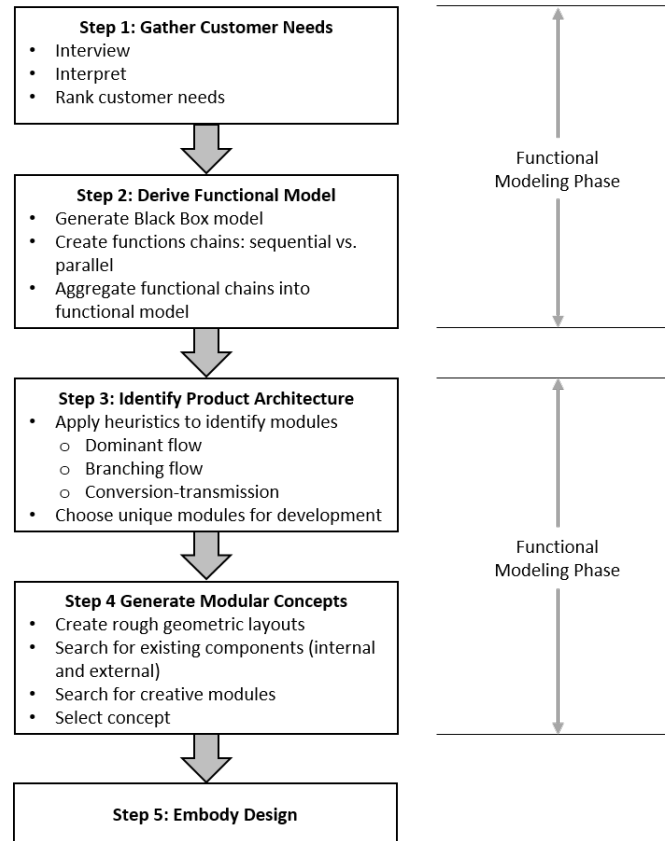 Step 1: Gather Customer Needs
• Interview
• Interpret
• Rank customer needs
Step 2: Derive Functional Model
• Generate Black Box model
• Create functions chains: sequential vs.
parallel
• Aggregate functional chains into
functional model
Functional
Modeling Phase
Step 3: Identify Product Architecture
• Apply heuristics to identify modules
o Dominant flow
o Branching flow
o Conversion-transmission
• Choose unique modules for development
Step 4 Generate Modular Concepts
• Create rough geometric layouts
• Search for existing components (internal
and external)
• Search for creative modules
• Select concept
Functional
Modeling Phase
Step 5: Embody Design